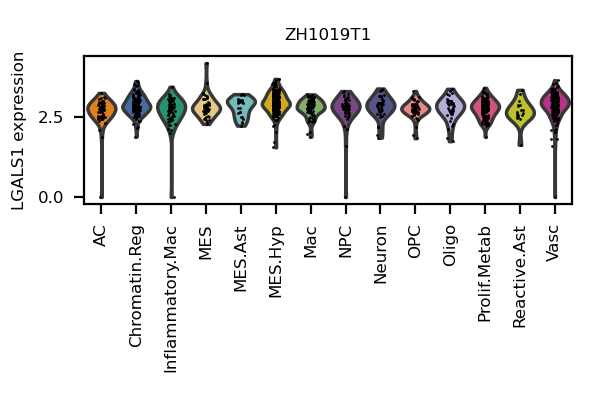 ZH1019T1
LGALS1 expression
2.5
0.0
AC
Chromatin.Reg
Inflammatory.Mac
MES
MES.Ast
MES.Hyp
Mac
NPC
Neuron
OPC
Oligo
Prolif.Metab
Reactive.Ast
Vasc